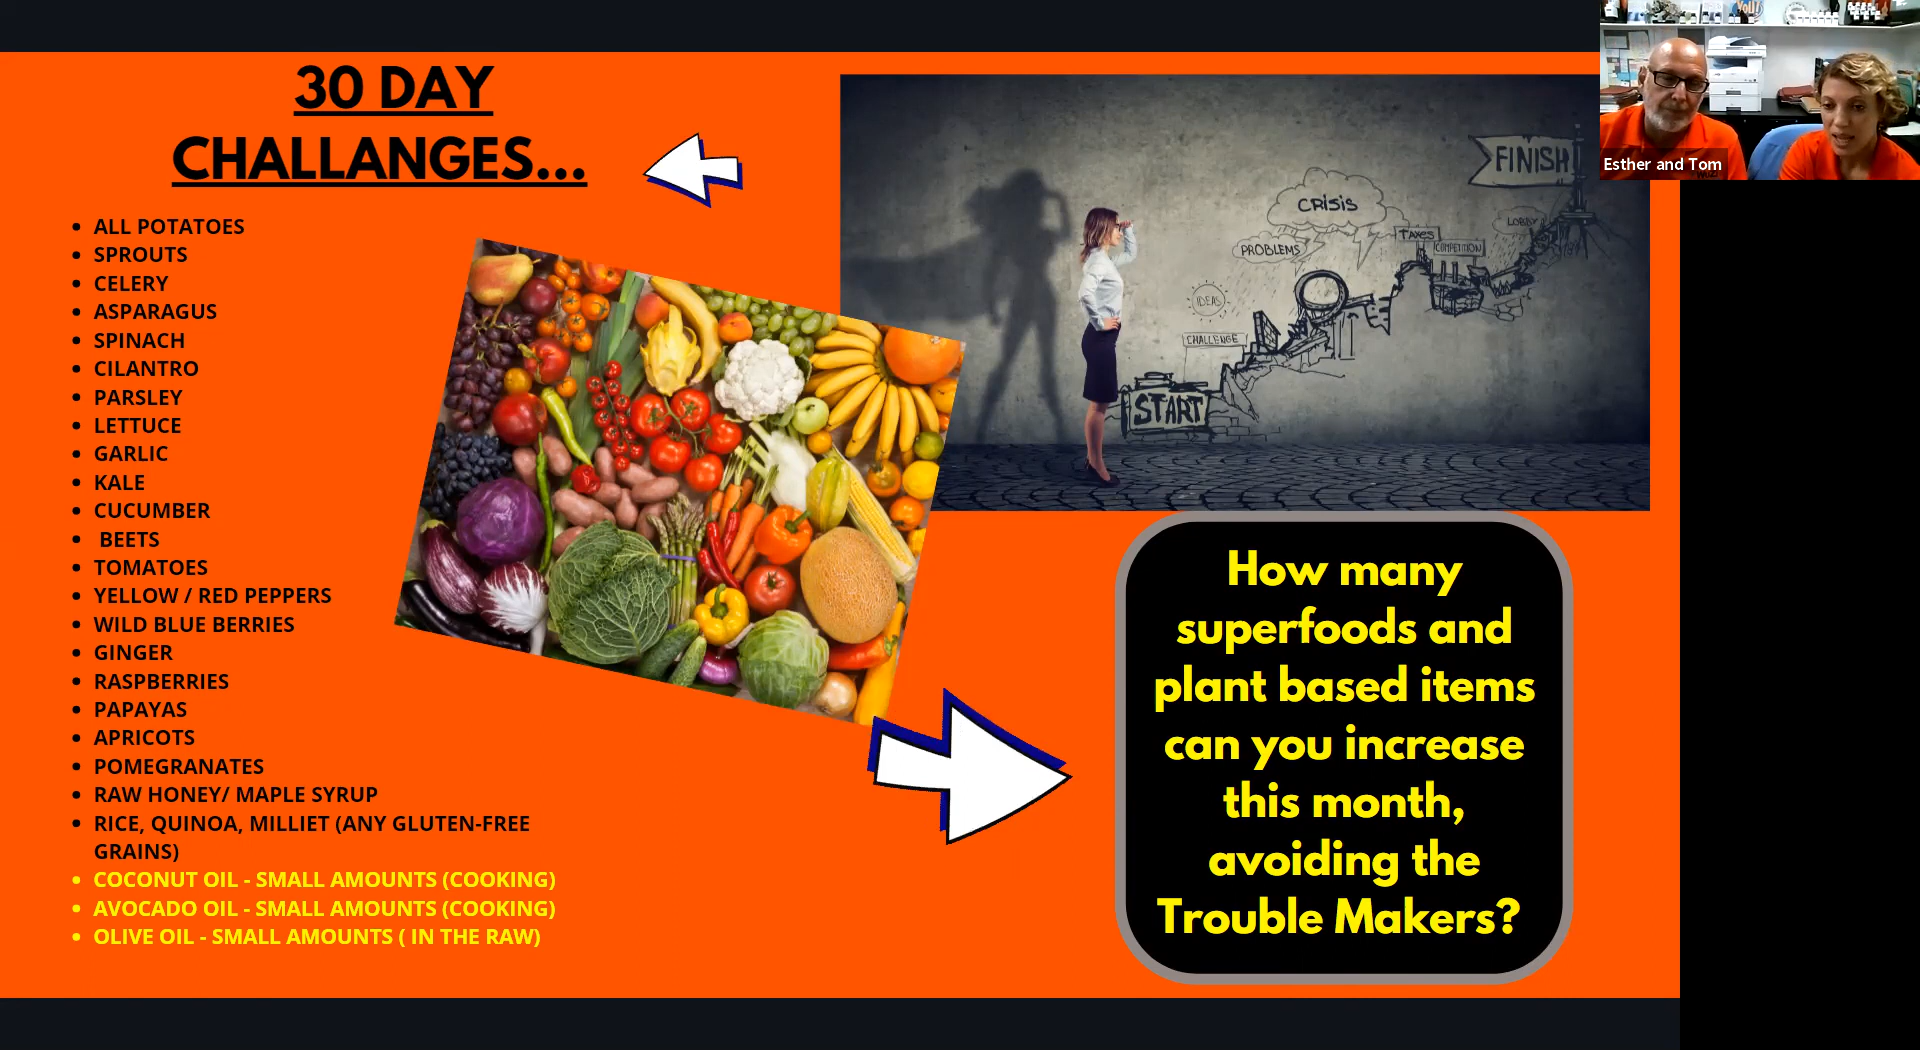 30 DAY
CHALLANGES...
ALL POTATOES
SPROUTS
CELERY
ASPARAGUS
SPINACH
CILANTRO
PARSLEY
LETTUCE
GARLIC
KALE
CUCUMBER
BEETS
TOMATOES
YELLOW / RED PEPPERS
WILD BLUE BERRIES
GINGER
RASPBERRIES
PAPAYAS
APRICOTS
POMEGRANATES
RAW HONEY/ MAPLE SYRUP
RICE, QUINOA, MILLIET (ANY GLUTEN-FREE
GRAINS)
COCONUT OIL - SMALL AMOUNTS (COOKING)
AVOCADO OIL - SMALL AMOUNTS (COOKING)
OLIVE OIL - SMALL AMOUNTS ( IN THE RAW)
START
CHALLENGE
IDEAS
PROBLEMS
CRISIS
TAXES
COMPETITION
LOBBY
FINISH
How many
superfoods and
plant based items
can you increase
this month,
avoiding the
Trouble Makers?
You!
Esther and Tom